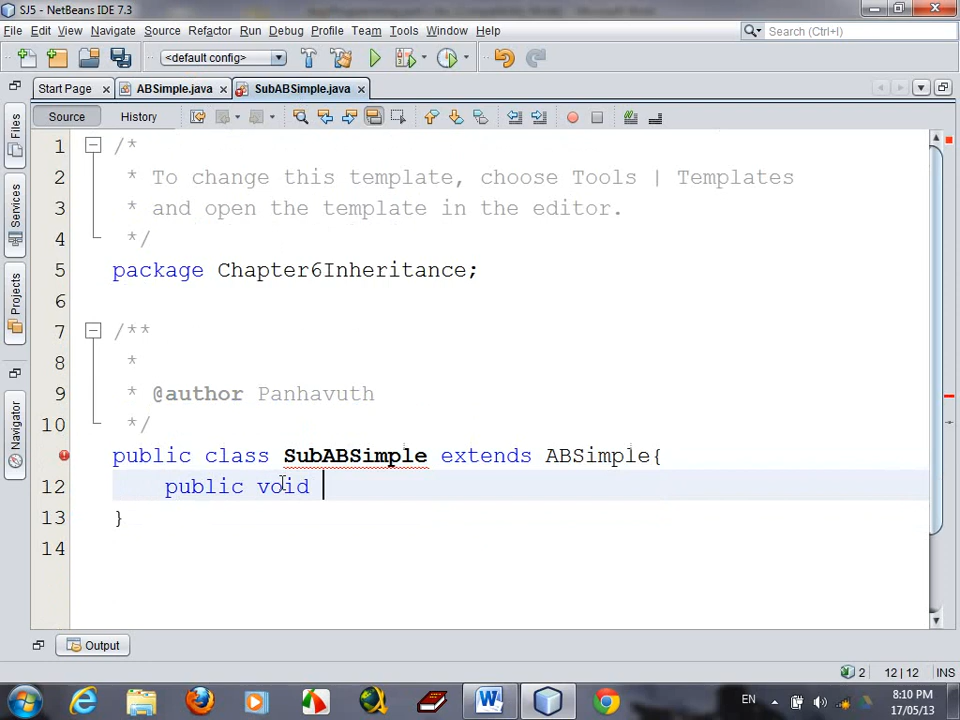 SJ5 - NetBeans IDE 7.3
File Edit View Navigate Source Refactor Run Debug Profile Team Tools Window Help
Search (Ctrl+I)
<default config>
Start Page ABSimple.java SubABSimple.java
Source History
Files
Services
Projects
Navigator
1 /*
2 * To change this template, choose Tools | Templates
3 * and open the template in the editor.
4 */
5 package Chapter6Inheritance;
6
7 /**
8 *
9 * @author Panhavuth
10 */
public class SubABSimple extends ABSimple{
12 public void
13 }
14
Output
2 12 | 12 INS
EN 8:10 PM
17/05/13